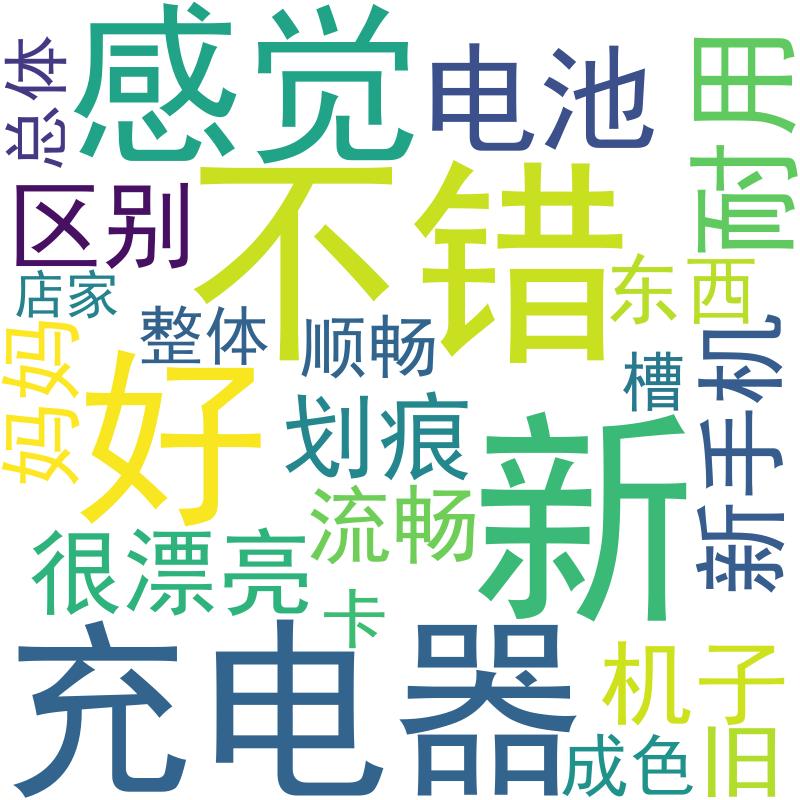 总体
感觉
电池
耐用
区别
不错
东西
店家
整体
顺畅
槽
新手机
妈妈
好
划痕
新
流畅
很漂亮
卡
充电器
机子
成色
旧